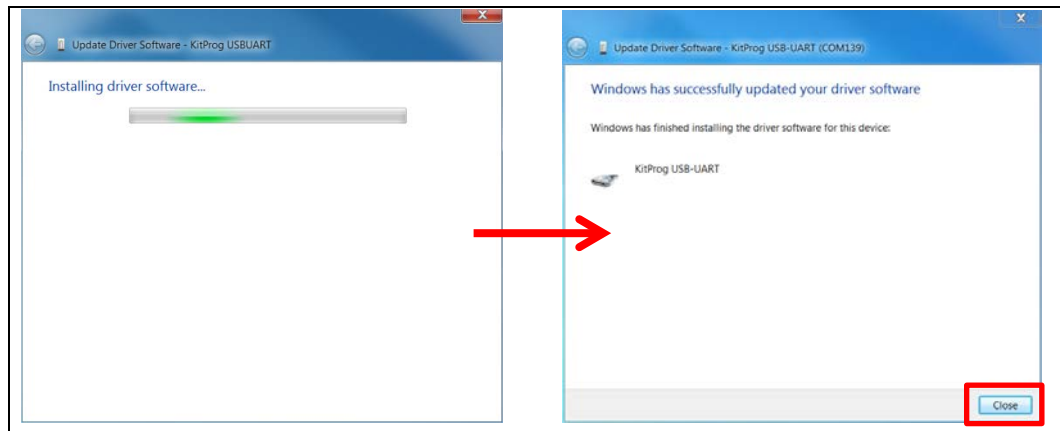 X
Update Driver Software - KitProg USBUART
Installing driver software...
X
Update Driver Software - KitProg USB-UART (COM139)
Windows has successfully updated your driver software
Windows has finished installing the driver software for this device:
KitProg USB-UART
Close